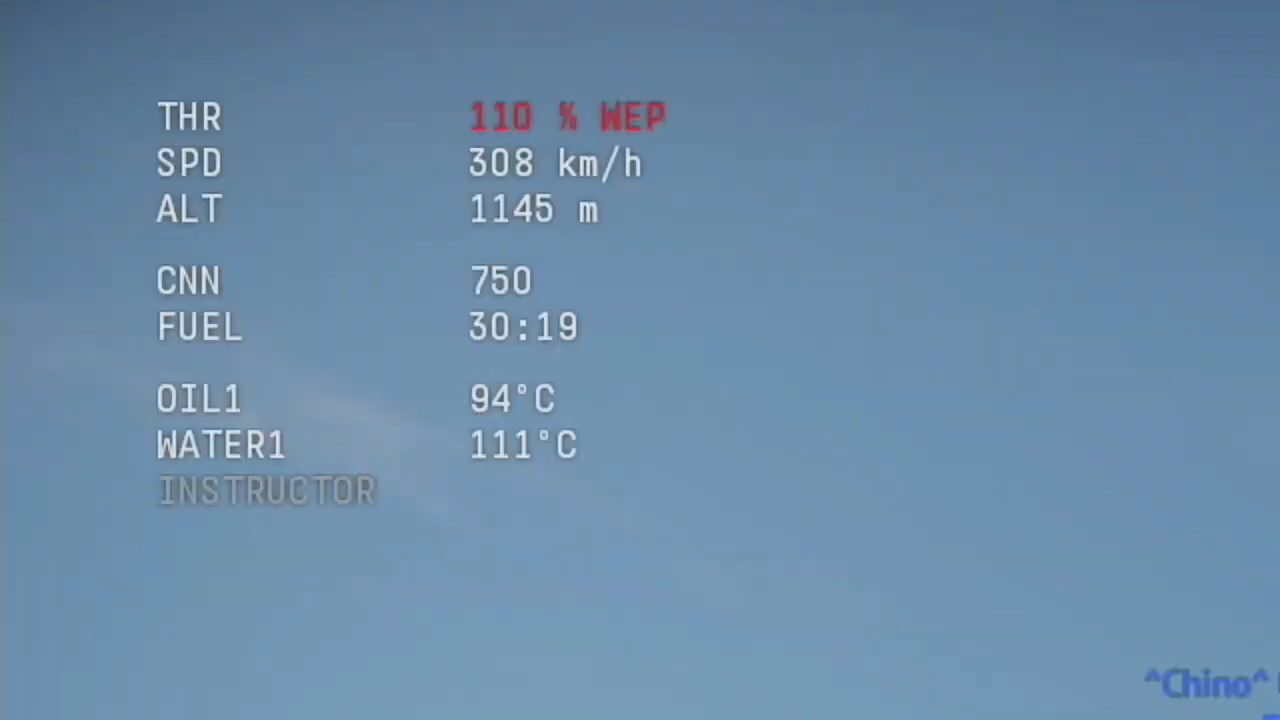 THR 110 % WEP
SPD 308 km/h
ALT 1145 m
CNN 750
FUEL 30:19
OIL1 94°C
WATER1 111°C
INSTRUCTOR
^Chino^